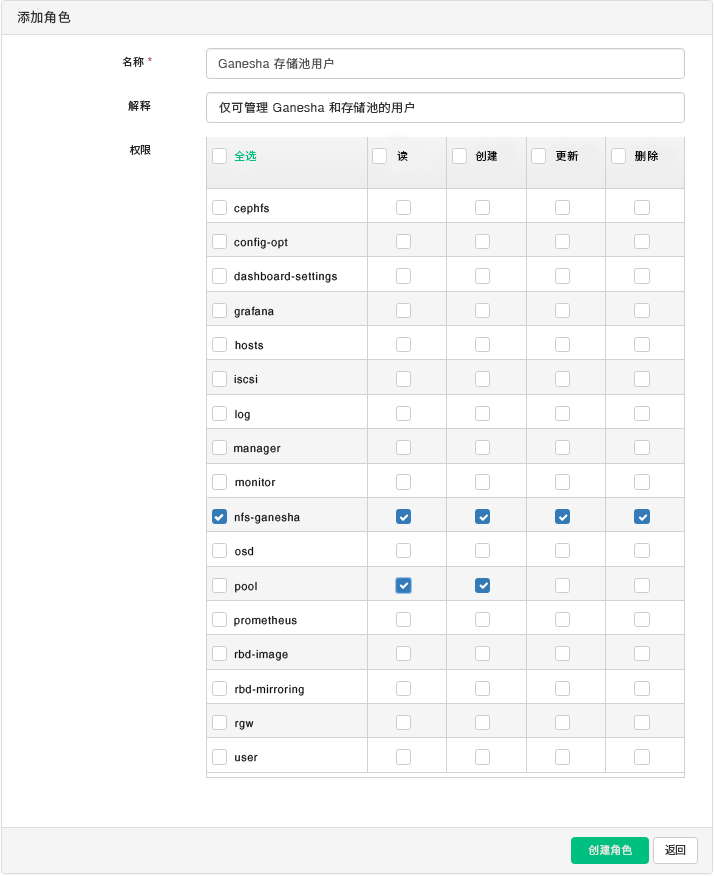 添加角色
名称 *
Ganesha 存储池用户
解释
仅可管理 Ganesha 和存储池的用户
权限
全选 读 创建 更新 删除
cephfs
config-opt
dashboard-settings
grafana
hosts
iscsi
log
manager
monitor
nfs-ganesha
osd
pool
prometheus
rbd-image
rbd-mirroring
rgw
user
创建角色 返回